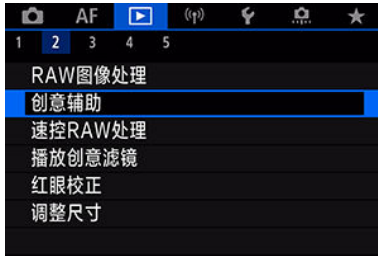 AF
1 2 3 4 5
RAW图像处理
创意辅助
速控RAW处理
播放创意滤镜
红眼校正
调整尺寸